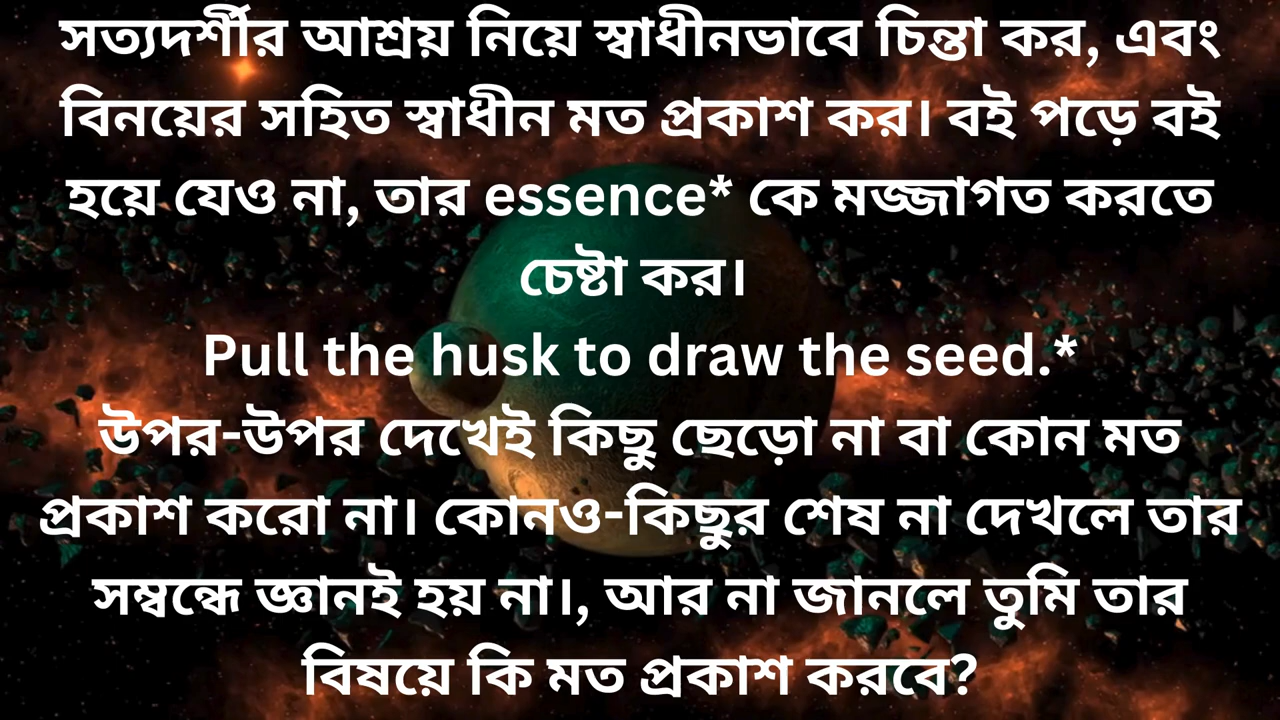 সত্যদর্শীর আশ্রয় নিয়ে স্বাধীনভাবে চিন্তা কর, এবং
বিনয়ের সহিত স্বাধীন মত প্রকাশ কর। বই পড়ে বই
হয়ে যেও না, তার essence* কে মজ্জাগত করতে
চেষ্টা কর।
Pull the husk to draw the seed.*
উপর-উপর দেখেই কিছু ছেড়ো না বা কোন মত
প্রকাশ করো না। কোনও-কিছুর শেষ না দেখলে তার
সম্বন্ধে জ্ঞানই হয় না।, আর না জানলে তুমি তার
বিষয়ে কি মত প্রকাশ করবে?